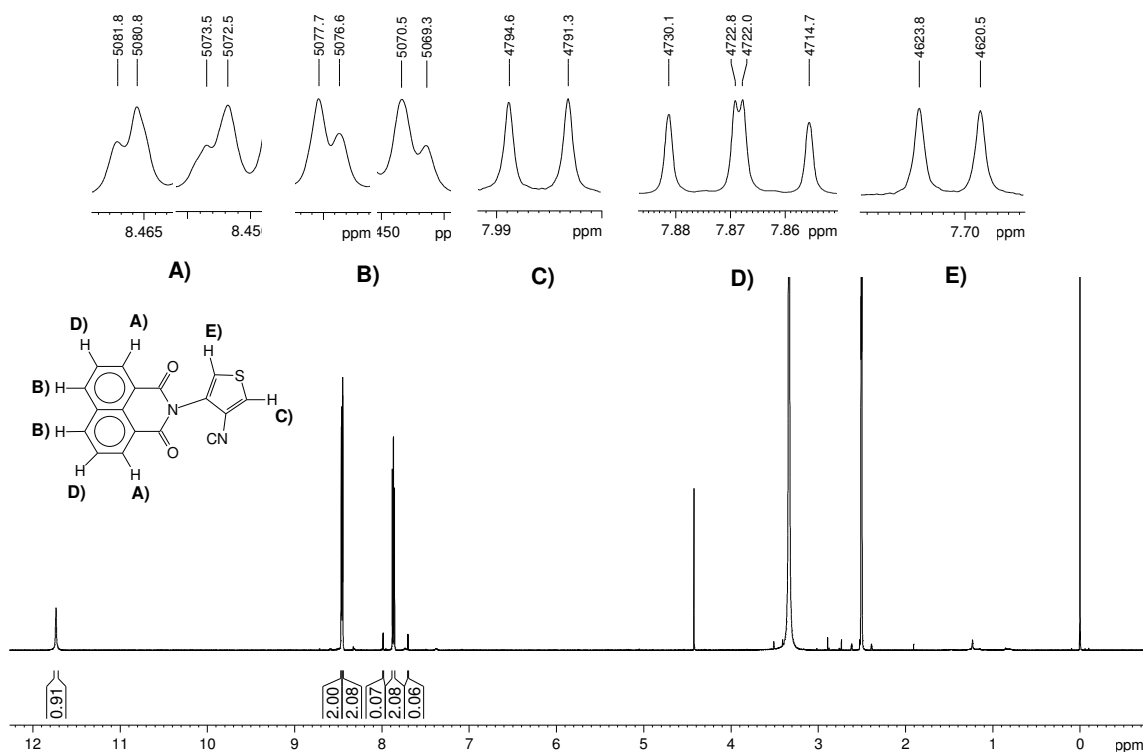 5081.8 5080.8 5073.5 5072.5 5077.7 5076.6 5070.5 5069.3 4794.6 4791.3 4730.1 4722.8 4722.0 4714.7 4623.8 4620.5
8.465 8.450 ppm .450 pp 7.99 ppm 7.88 7.87 7.86 ppm 7.70 ppm
A) B) C) D) E)
D) A) E)
H H H
O S
B) H N H
C)
B) H O CN
H H
D) A)
0.91 2.00 2.08 0.07 2.08 0.06
12 11 10 9 8 7 6 5 4 3 2 1 0 ppm